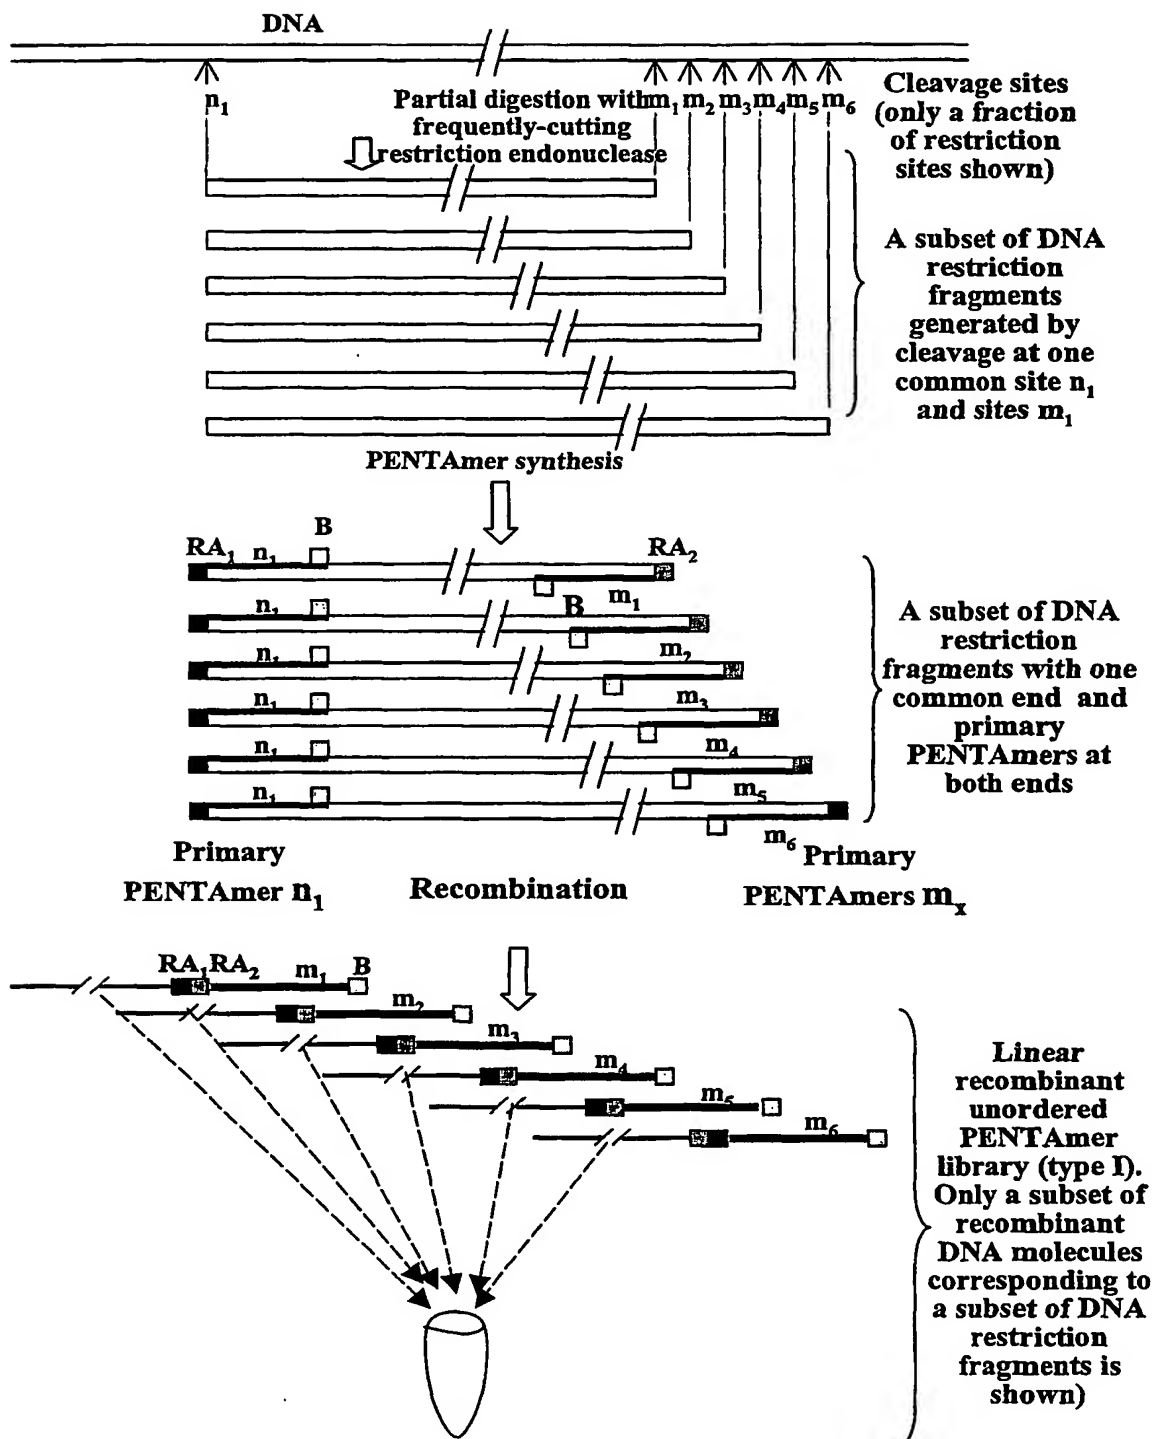 DNA
n₁
Partial digestion with
frequently-cutting
restriction endonuclease
m₁ m₂ m₃ m₄ m₅ m₆
Cleavage sites
(only a fraction
of restriction
sites shown)
A subset of DNA
restriction
fragments
generated by
cleavage at one
common site n₁
and sites m₁
PENTAmer synthesis
B
RA₁ n₁ RA₂
m₁
n₁ B
m₂
n₁
m₃
n₁
m₄
n₁
m₅
n₁
m₆
A subset of DNA
restriction
fragments with one
common end and
primary
PENTAmers at
both ends
Primary
PENTAmer n₁
Recombination
Primary
PENTAmers mₓ
RA₁ RA₂ m₁ B
m₂
m₃
m₄
m₅
m₆
Linear
recombinant
unordered
PENTAmer
library (type I).
Only a subset of
recombinant
DNA molecules
corresponding to
a subset of DNA
restriction
fragments is
shown)